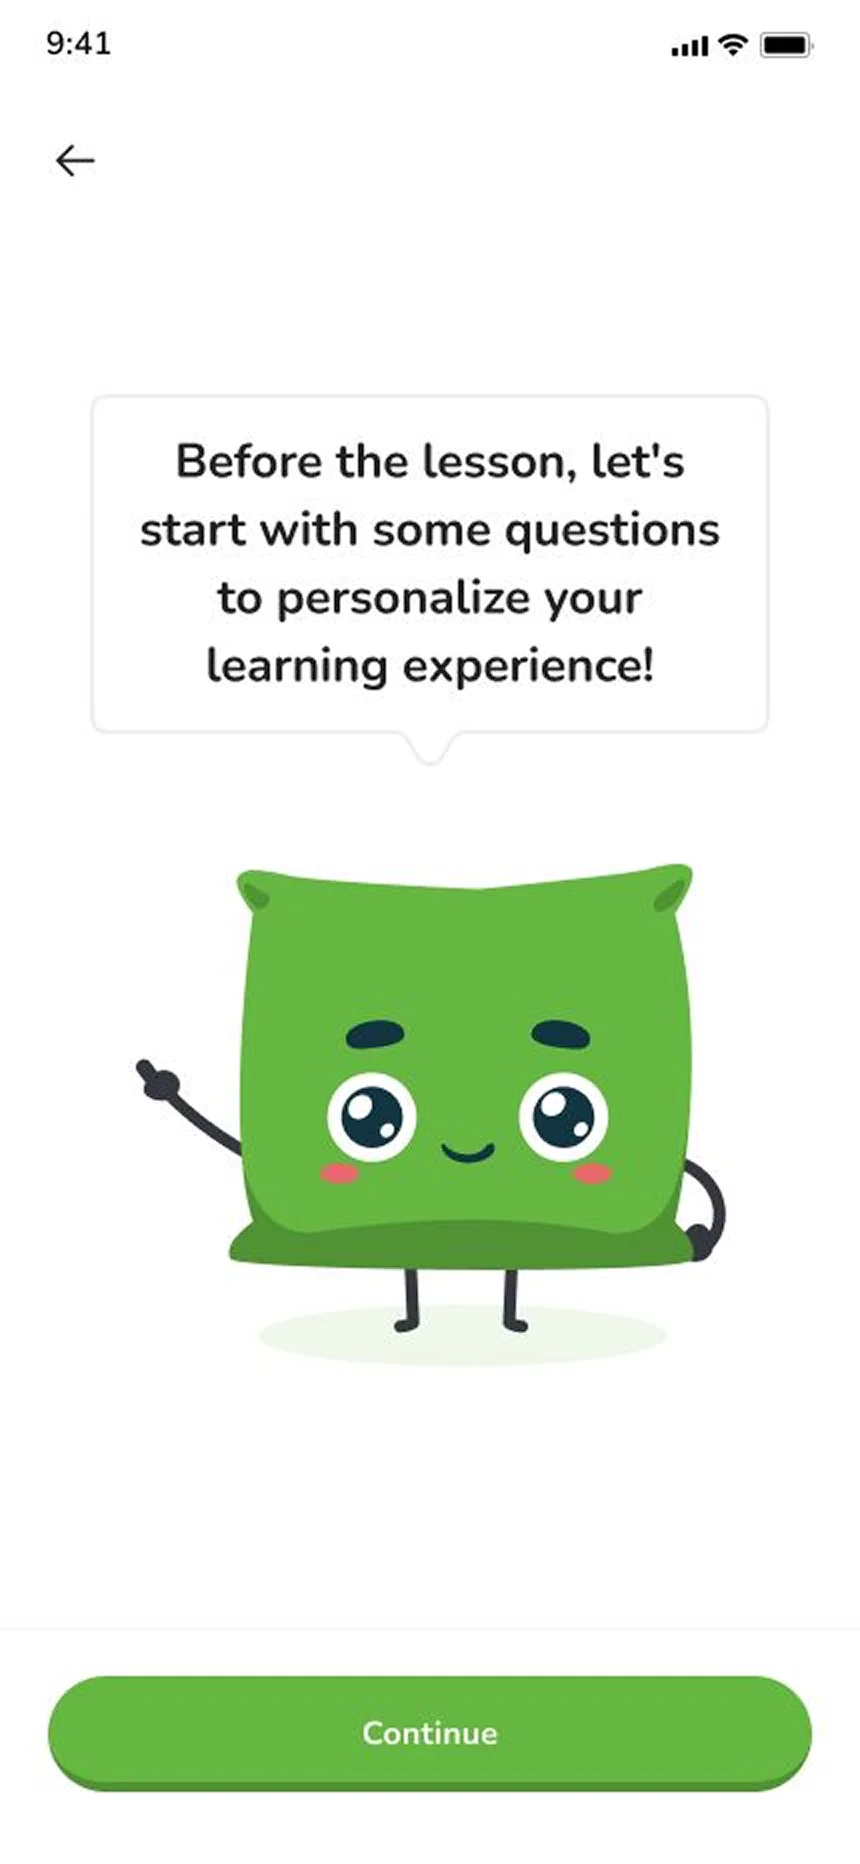 9:41
Before the lesson, let's
start with some questions
to personalize your
learning experience!
Continue